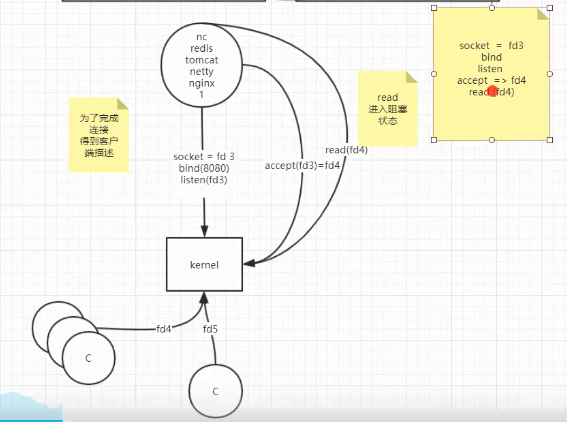 nc
redis
tomcat
netty
nginx
1
socket = fd3
bind
listen
accept => fd4
read(fd4)
read
进入阻塞
状态
为了完成
连接
得到客户
端描述
socket = fd 3
bInd(8080)
listen(fd3)
read(fd4)
accept(fd3)=fd4
kernel
fd4
fd5
C
C